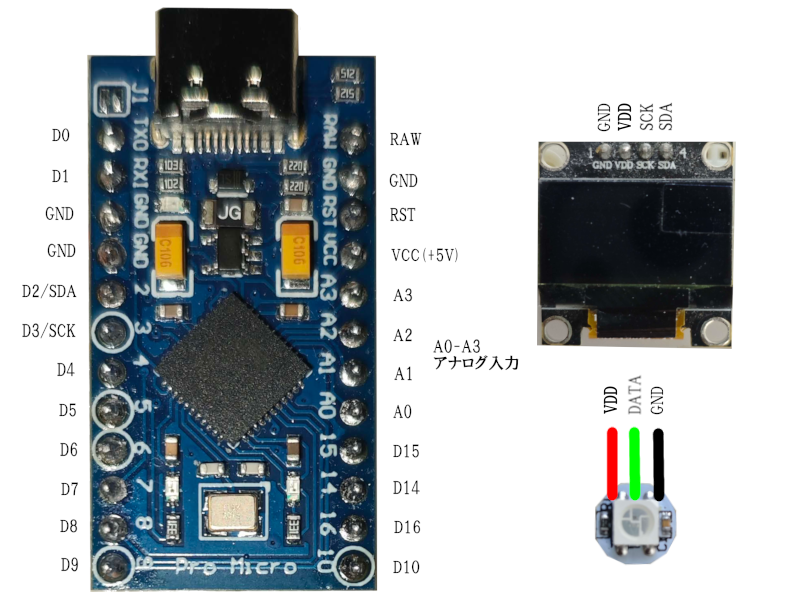 D0
D1
GND
GND
D2/SDA
D3/SCK
D4
D5
D6
D7
D8
D9
J1
TX0
RX1
GND
GND
2
3
4
5
6
7
8
9
512
215
103
102
220
220
JG
C106
C106
Pro Micro
RAW
GND
RST
VCC
A3
A2
A1
A0
15
14
16
10
RAW
GND
RST
VCC(+5V)
A3
A2
A1
A0
D15
D14
D16
D10
A0-A3
アナログ入力
GND
VDD
SCK
SDA
1
4
GND VDD SCK SDA
VDD
DATA
GND